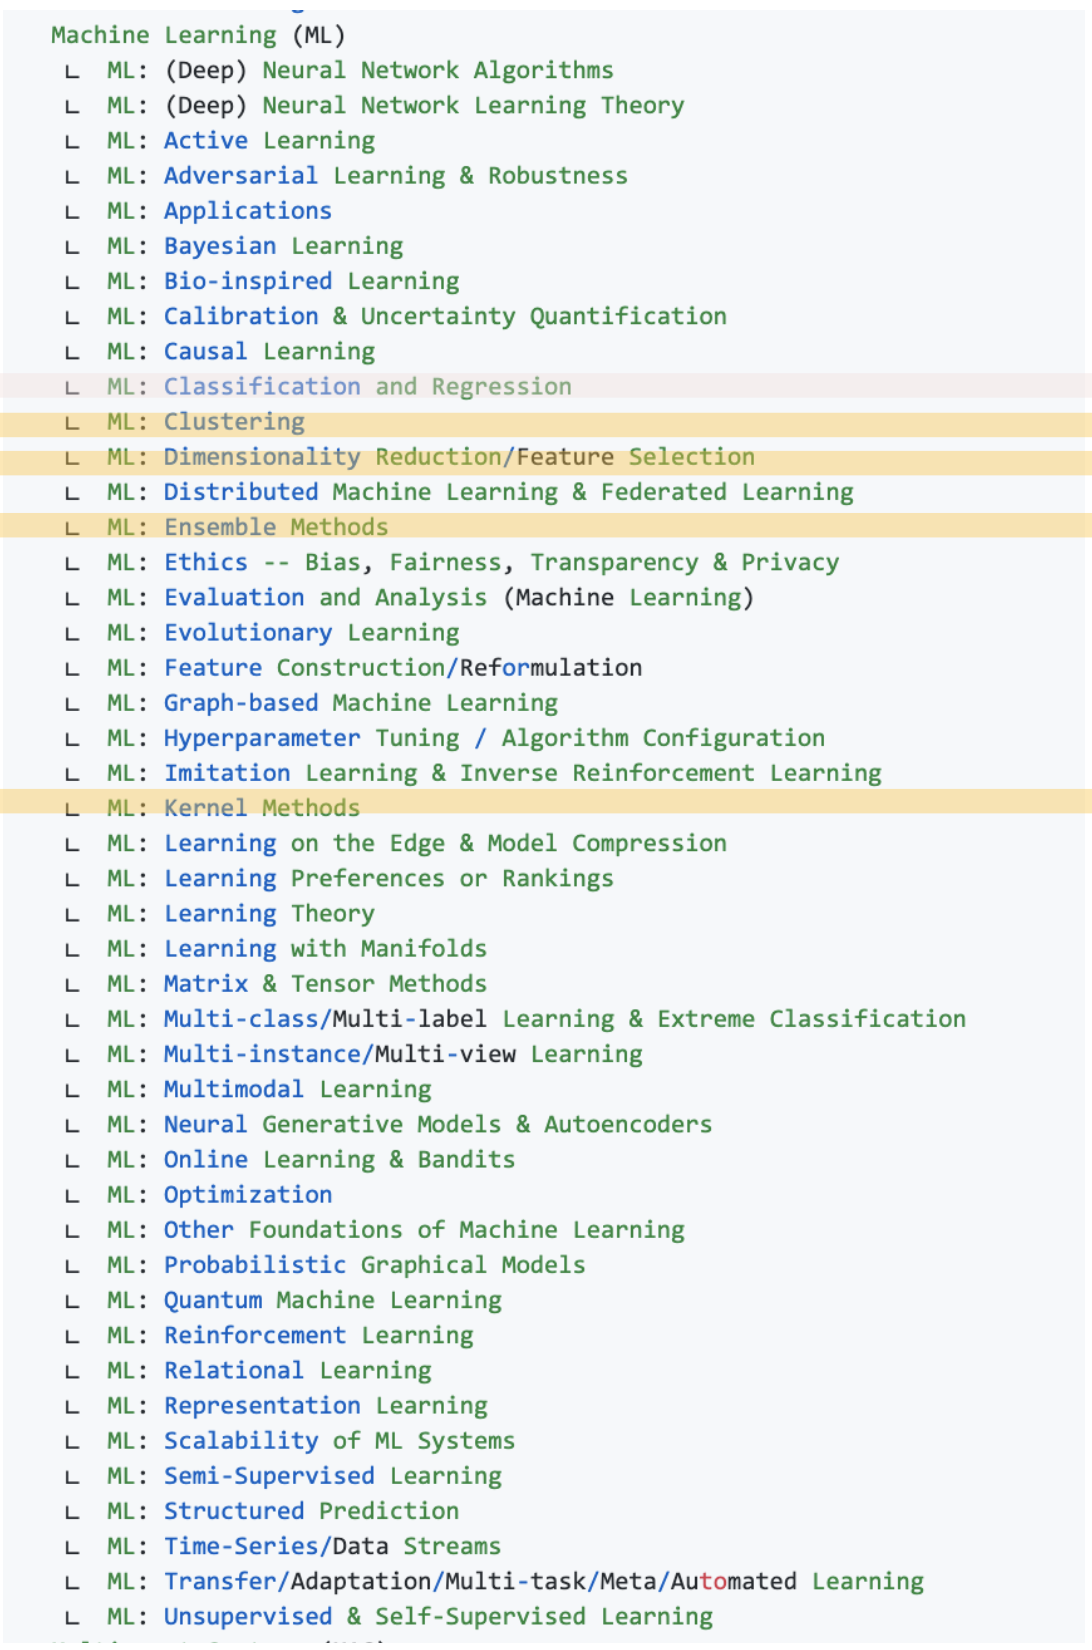 Machine Learning (ML)
∟ ML: (Deep) Neural Network Algorithms
∟ ML: (Deep) Neural Network Learning Theory
∟ ML: Active Learning
∟ ML: Adversarial Learning & Robustness
∟ ML: Applications
∟ ML: Bayesian Learning
∟ ML: Bio-inspired Learning
∟ ML: Calibration & Uncertainty Quantification
∟ ML: Causal Learning
∟ ML: Classification and Regression
∟ ML: Clustering
∟ ML: Dimensionality Reduction/Feature Selection
∟ ML: Distributed Machine Learning & Federated Learning
∟ ML: Ensemble Methods
∟ ML: Ethics -- Bias, Fairness, Transparency & Privacy
∟ ML: Evaluation and Analysis (Machine Learning)
∟ ML: Evolutionary Learning
∟ ML: Feature Construction/Reformulation
∟ ML: Graph-based Machine Learning
∟ ML: Hyperparameter Tuning / Algorithm Configuration
∟ ML: Imitation Learning & Inverse Reinforcement Learning
∟ ML: Kernel Methods
∟ ML: Learning on the Edge & Model Compression
∟ ML: Learning Preferences or Rankings
∟ ML: Learning Theory
∟ ML: Learning with Manifolds
∟ ML: Matrix & Tensor Methods
∟ ML: Multi-class/Multi-label Learning & Extreme Classification
∟ ML: Multi-instance/Multi-view Learning
∟ ML: Multimodal Learning
∟ ML: Neural Generative Models & Autoencoders
∟ ML: Online Learning & Bandits
∟ ML: Optimization
∟ ML: Other Foundations of Machine Learning
∟ ML: Probabilistic Graphical Models
∟ ML: Quantum Machine Learning
∟ ML: Reinforcement Learning
∟ ML: Relational Learning
∟ ML: Representation Learning
∟ ML: Scalability of ML Systems
∟ ML: Semi-Supervised Learning
∟ ML: Structured Prediction
∟ ML: Time-Series/Data Streams
∟ ML: Transfer/Adaptation/Multi-task/Meta/Automated Learning
∟ ML: Unsupervised & Self-Supervised Learning